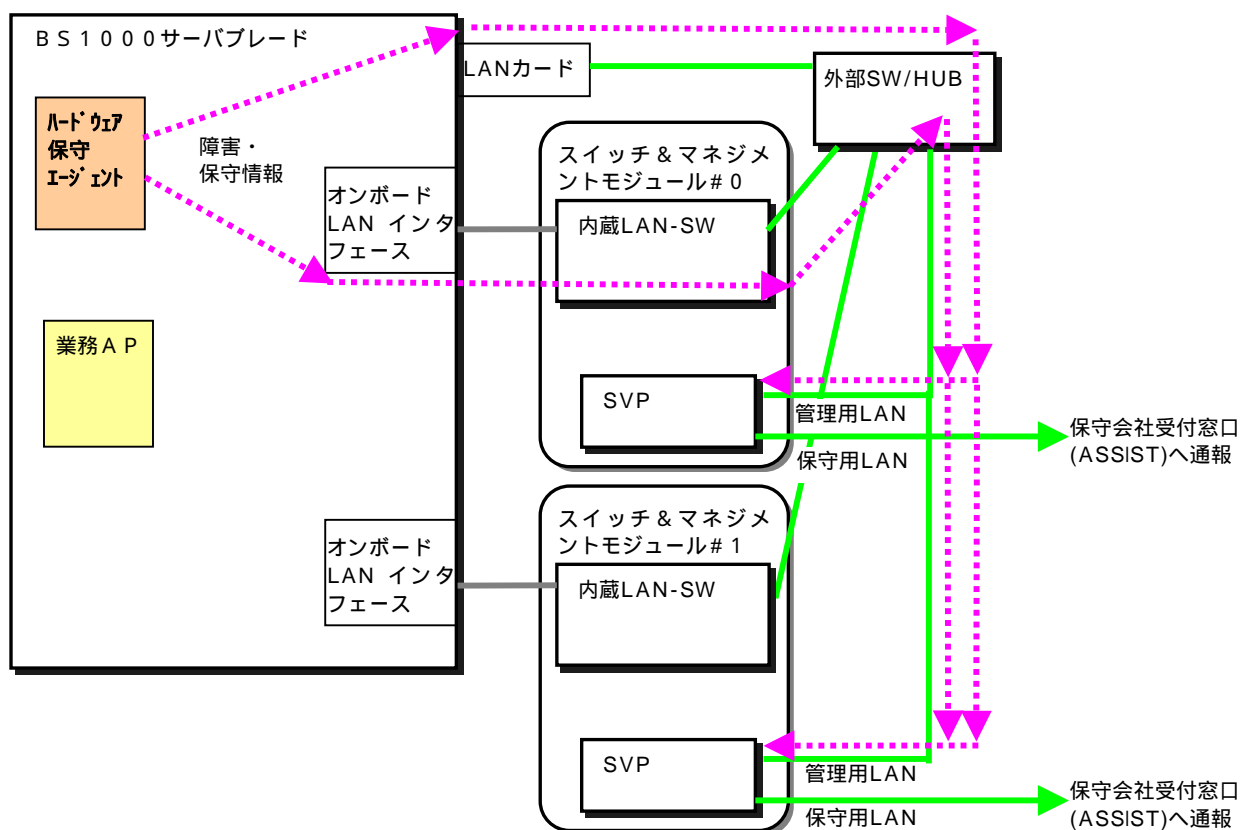 ＢＳ１０００サーバブレード
LANカード
外部SW/HUB
ﾊｰﾄﾞｳｪｱ
保守
ｴｰｼﾞｪﾝﾄ
障害・
保守情報
スイッチ＆マネジメ
ントモジュール＃０
オンボード
LAN インタ
フェース
内蔵LAN-SW
業務ＡＰ
SVP
管理用LAN
保守用LAN
保守会社受付窓口
(ASSIST)へ通報
スイッチ＆マネジメ
ントモジュール＃１
オンボード
LAN インタ
フェース
内蔵LAN-SW
SVP
管理用LAN
保守用LAN
保守会社受付窓口
(ASSIST)へ通報